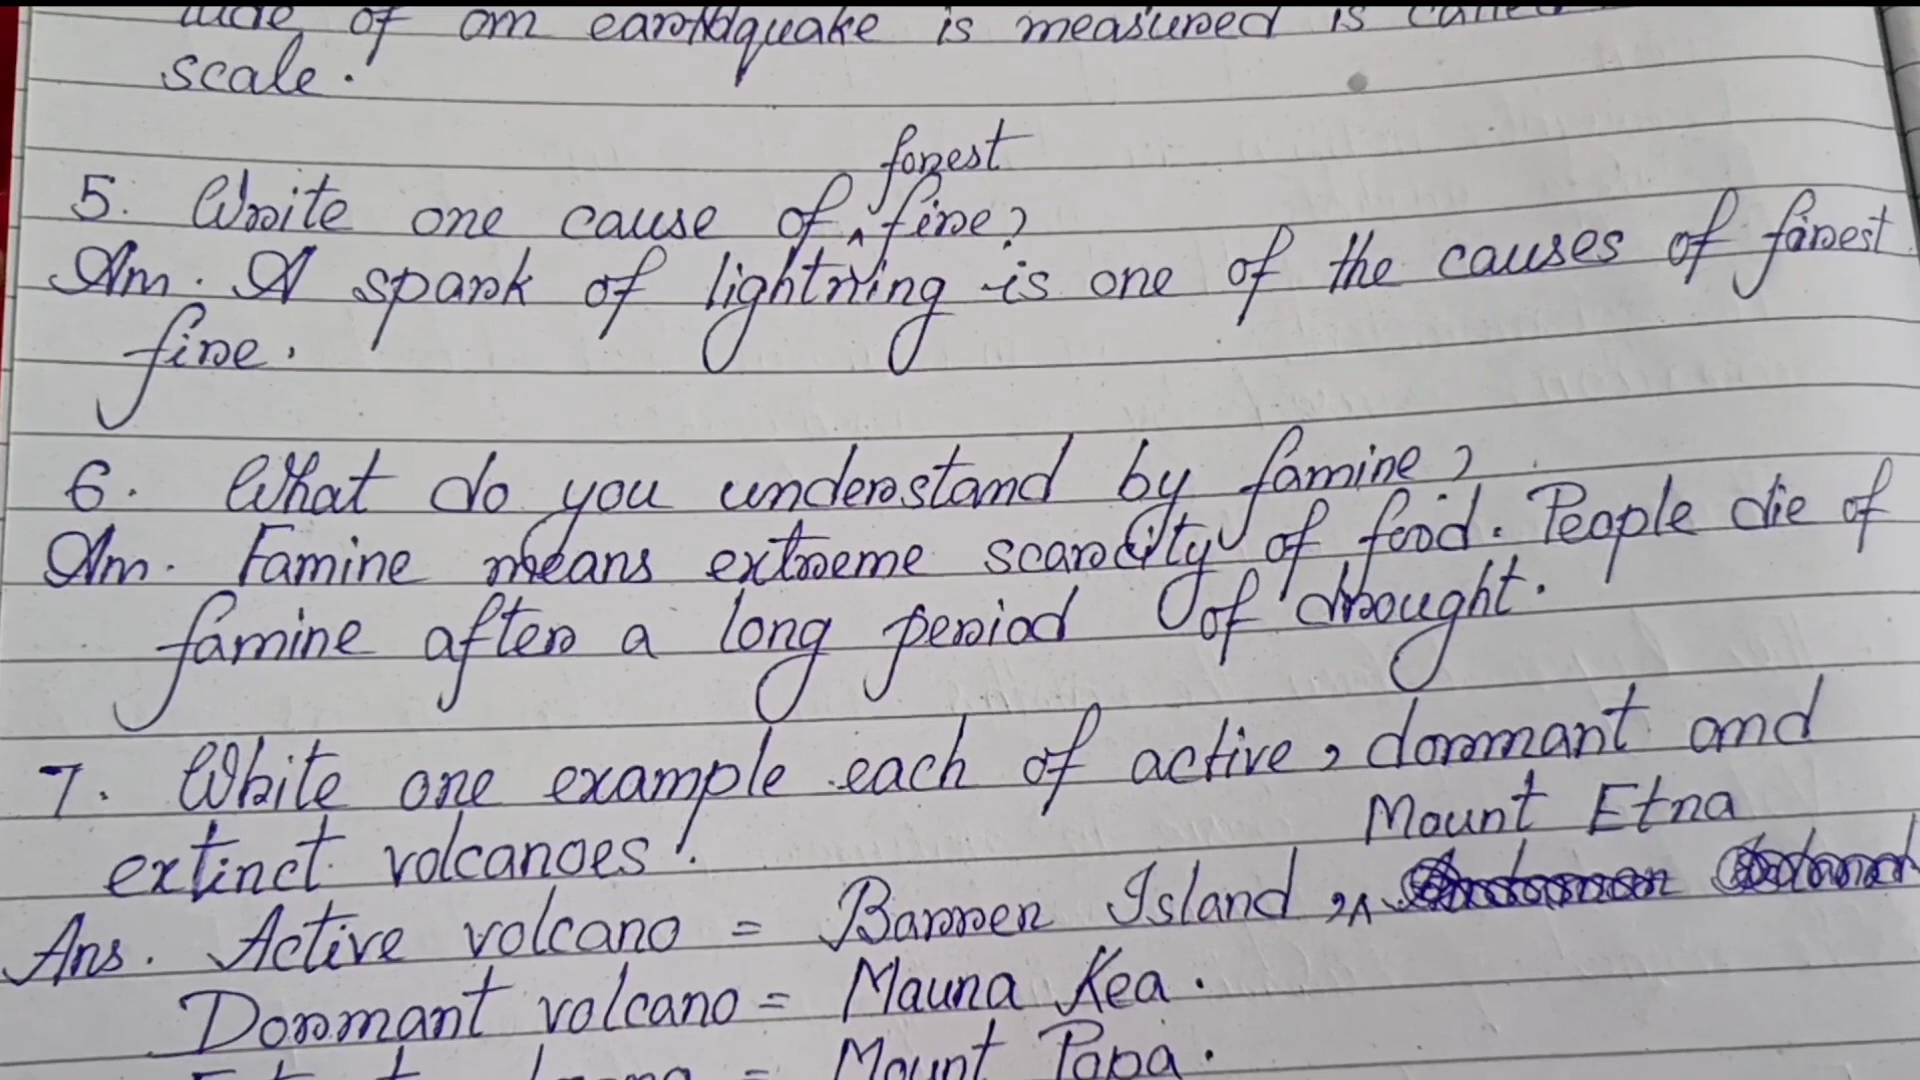 of an earthquake is measured is
scale.
5. Write one cause of forest fire?
Ans. A spark of lightning is one of the causes of forest
fire.
6. What do you understand by famine?
Ans. Famine means extreme scarcity of food. People die of
famine after a long period of drought.
7. Write one example each of active, dormant and
extinct volcanoes.
Mount Etna
Ans. Active volcano = Barren Island,
Dormant volcano = Mauna Kea.
= Mount Popa.